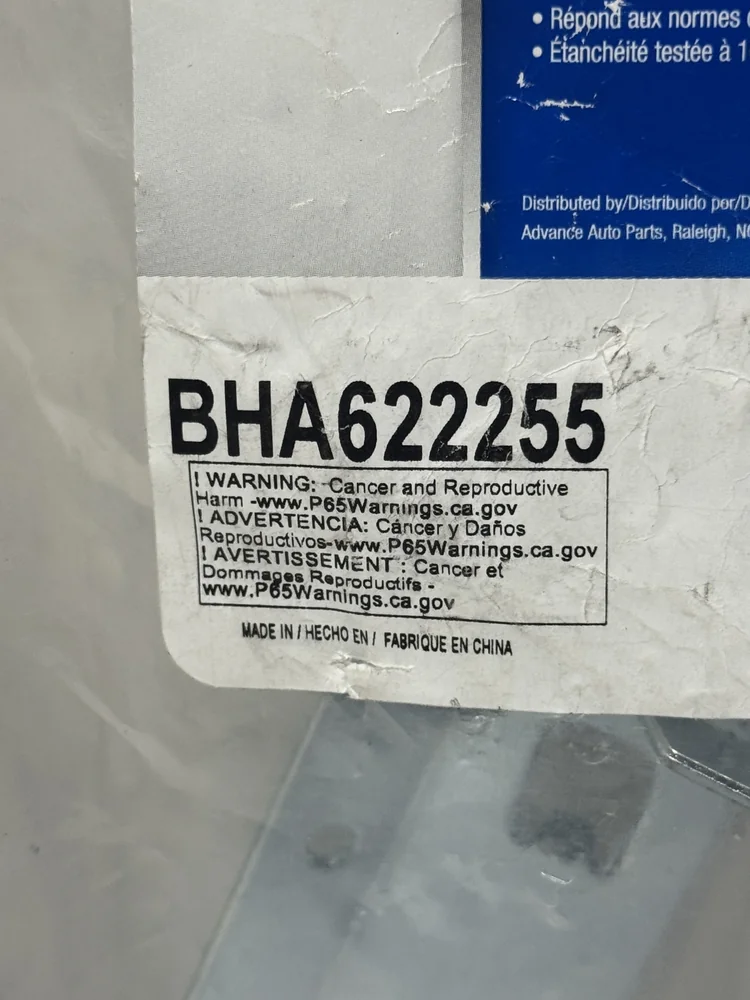 • Répond aux normes
• Étanchéité testée à 1
Distributed by/Distribuido por/D
Advance Auto Parts, Raleigh, NC
BHA622255
! WARNING: -Cancer and Reproductive
Harm -www.P65Warnings.ca.gov
! ADVERTENCIA: Cáncer y Daños
Reproductivos-www.P65Warnings.ca.gov
! AVERTISSEMENT : Cancer et
Dommages Reproductifs -
www.P65Warnings.ca.gov
MADE IN / HECHO EN / FABRIQUE EN CHINA